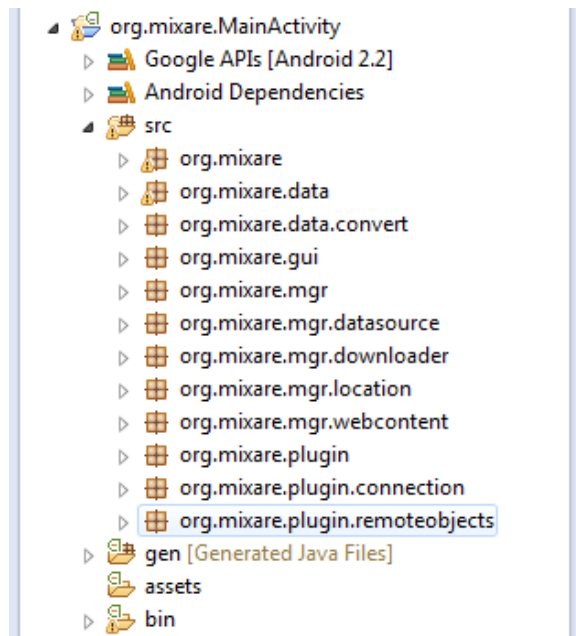 org.mixare.MainActivity
Google APIs [Android 2.2]
Android Dependencies
src
org.mixare
org.mixare.data
org.mixare.data.convert
org.mixare.gui
org.mixare.mgr
org.mixare.mgr.datasource
org.mixare.mgr.downloader
org.mixare.mgr.location
org.mixare.mgr.webcontent
org.mixare.plugin
org.mixare.plugin.connection
org.mixare.plugin.remoteobjects
gen [Generated Java Files]
assets
bin